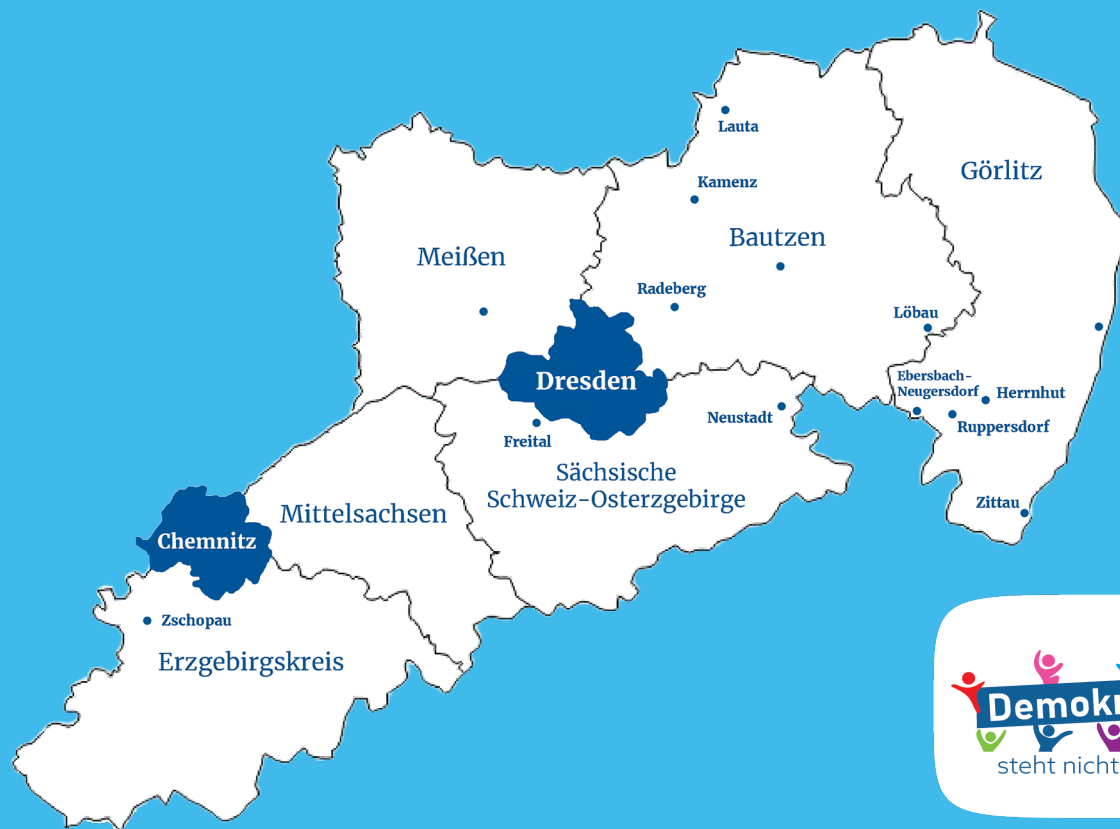 Lauta
Görlitz
Kamenz
Bautzen
Meißen
Radeberg
Löbau
Dresden
Ebersbach-
Neugersdorf
Herrnhut
Neustadt
Ruppersdorf
Freital
Sächsische
Schweiz-Osterzgebirge
Zittau
Mittelsachsen
Chemnitz
Zschopau
Erzgebirgskreis
steht nicht